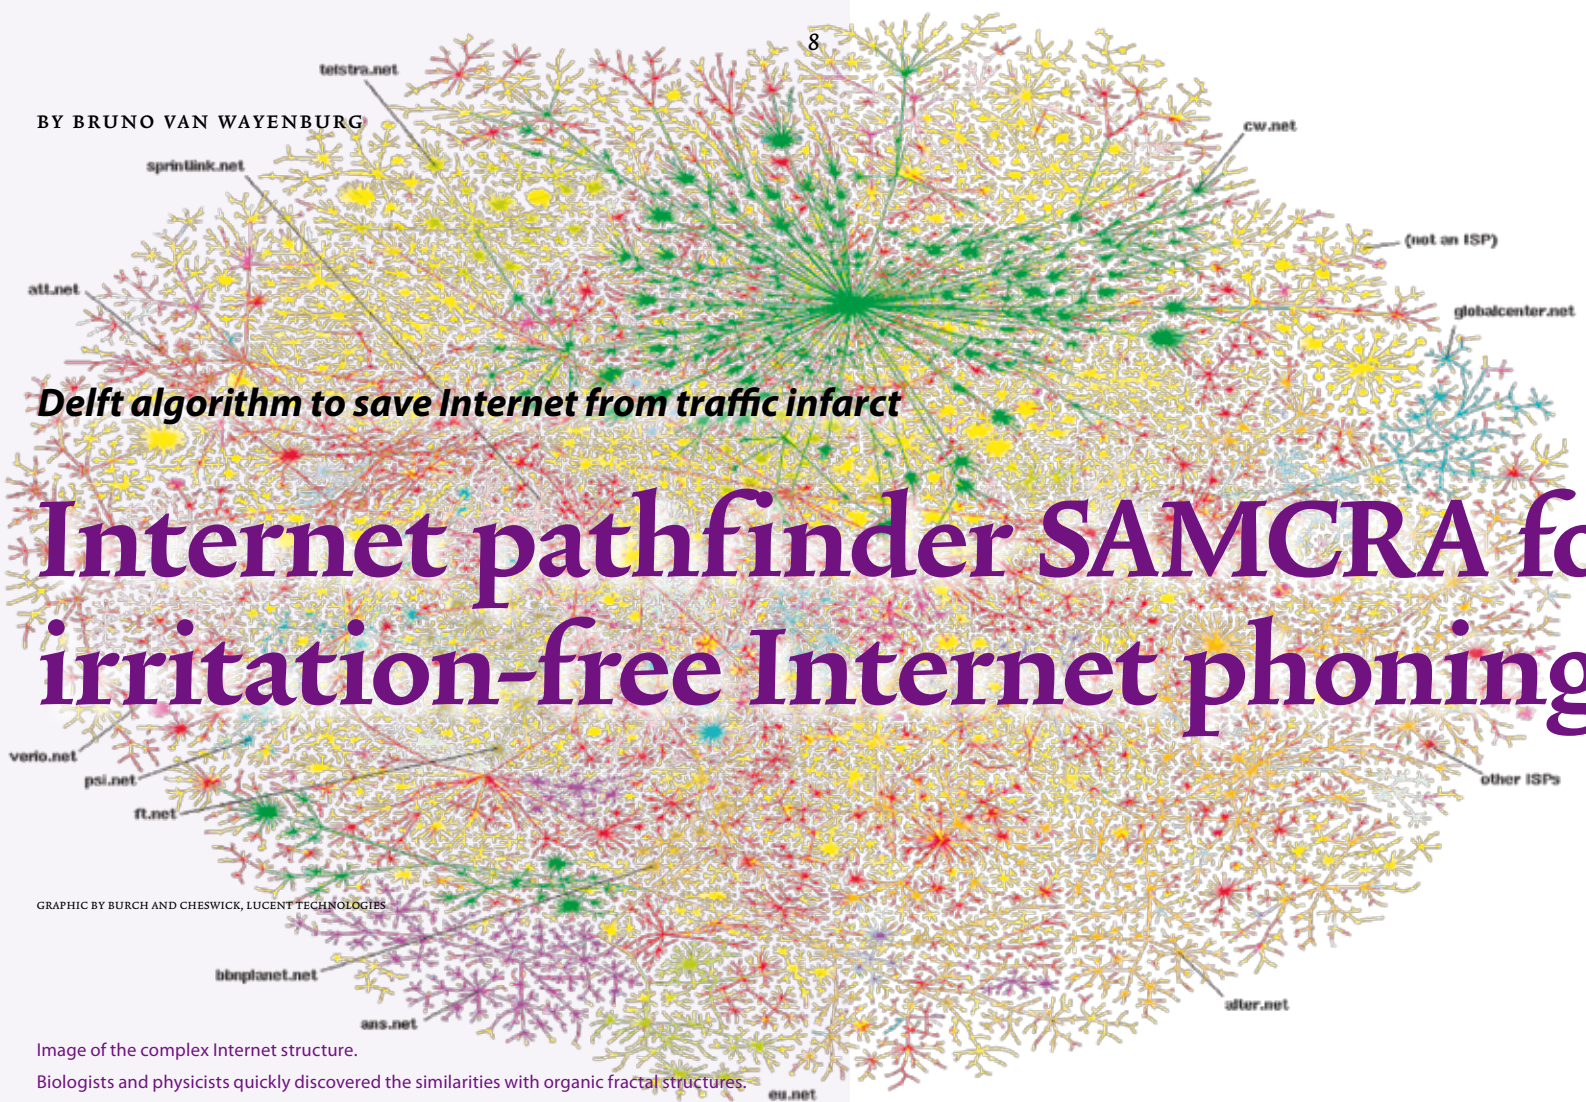 8
telstra.net
BY BRUNO VAN WAYENBURG
cw.net
sprintlink.net
(not an ISP)
att.net
globalcenter.net
Delft algorithm to save Internet from traffic infarct
Internet pathfinder SAMCRA fo
irritation-free Internet phoning
verio.net
psi.net
other ISPs
ft.net
GRAPHIC BY BURCH AND CHESWICK, LUCENT TECHNOLOGIES
bbnplanet.net
alter.net
ans.net
Image of the complex Internet structure.
Biologists and physicists quickly discovered the similarities with organic fractal structures.
eu.net